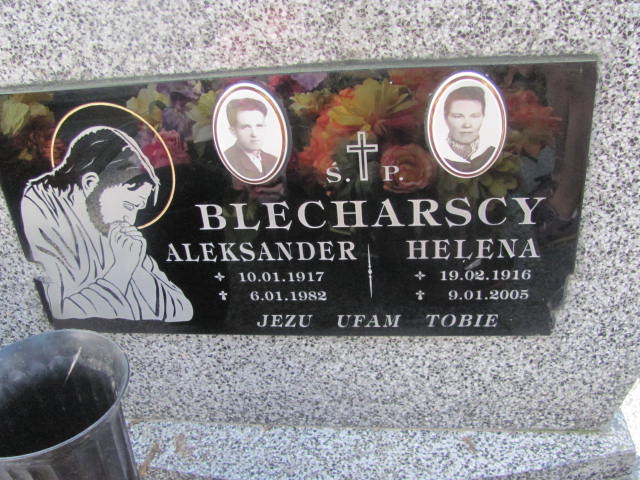 Ś. P.
BLECHARSCY
ALEKSANDER HELENA
10.01.1917 19.02.1916
6.01.1982 9.01.2005
JEZU UFAM TOBIE